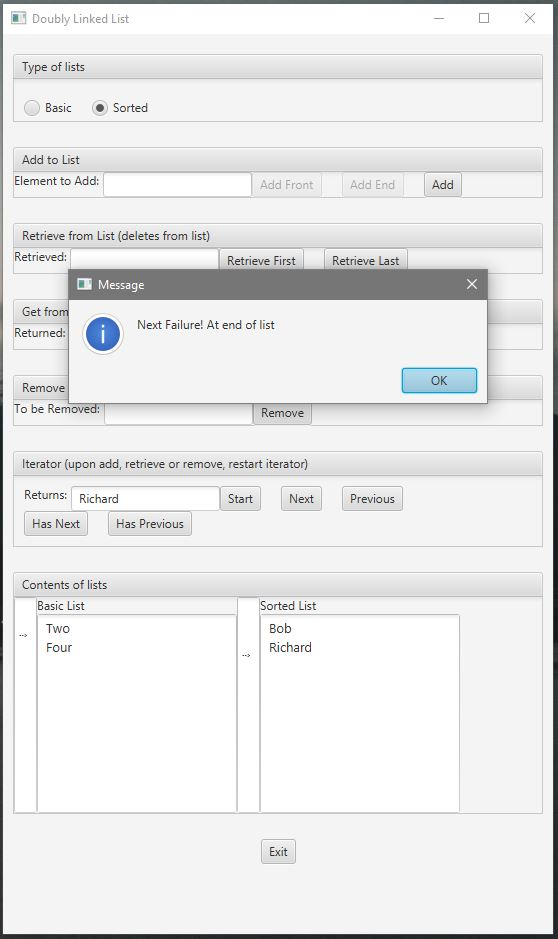 Doubly Linked List
Type of lists
Basic Sorted
Add to List
Element to Add: Add Front Add End Add
Retrieve from List (deletes from list)
Retrieved: Retrieve First Retrieve Last
Message
Get from
Next Failure! At end of list
Returned:
OK
Remove
To be Removed: Remove
Iterator (upon add, retrieve or remove, restart iterator)
Returns: Richard Start Next Previous
Has Next Has Previous
Contents of lists
Basic List Sorted List
Two Bob
Four Richard
Exit